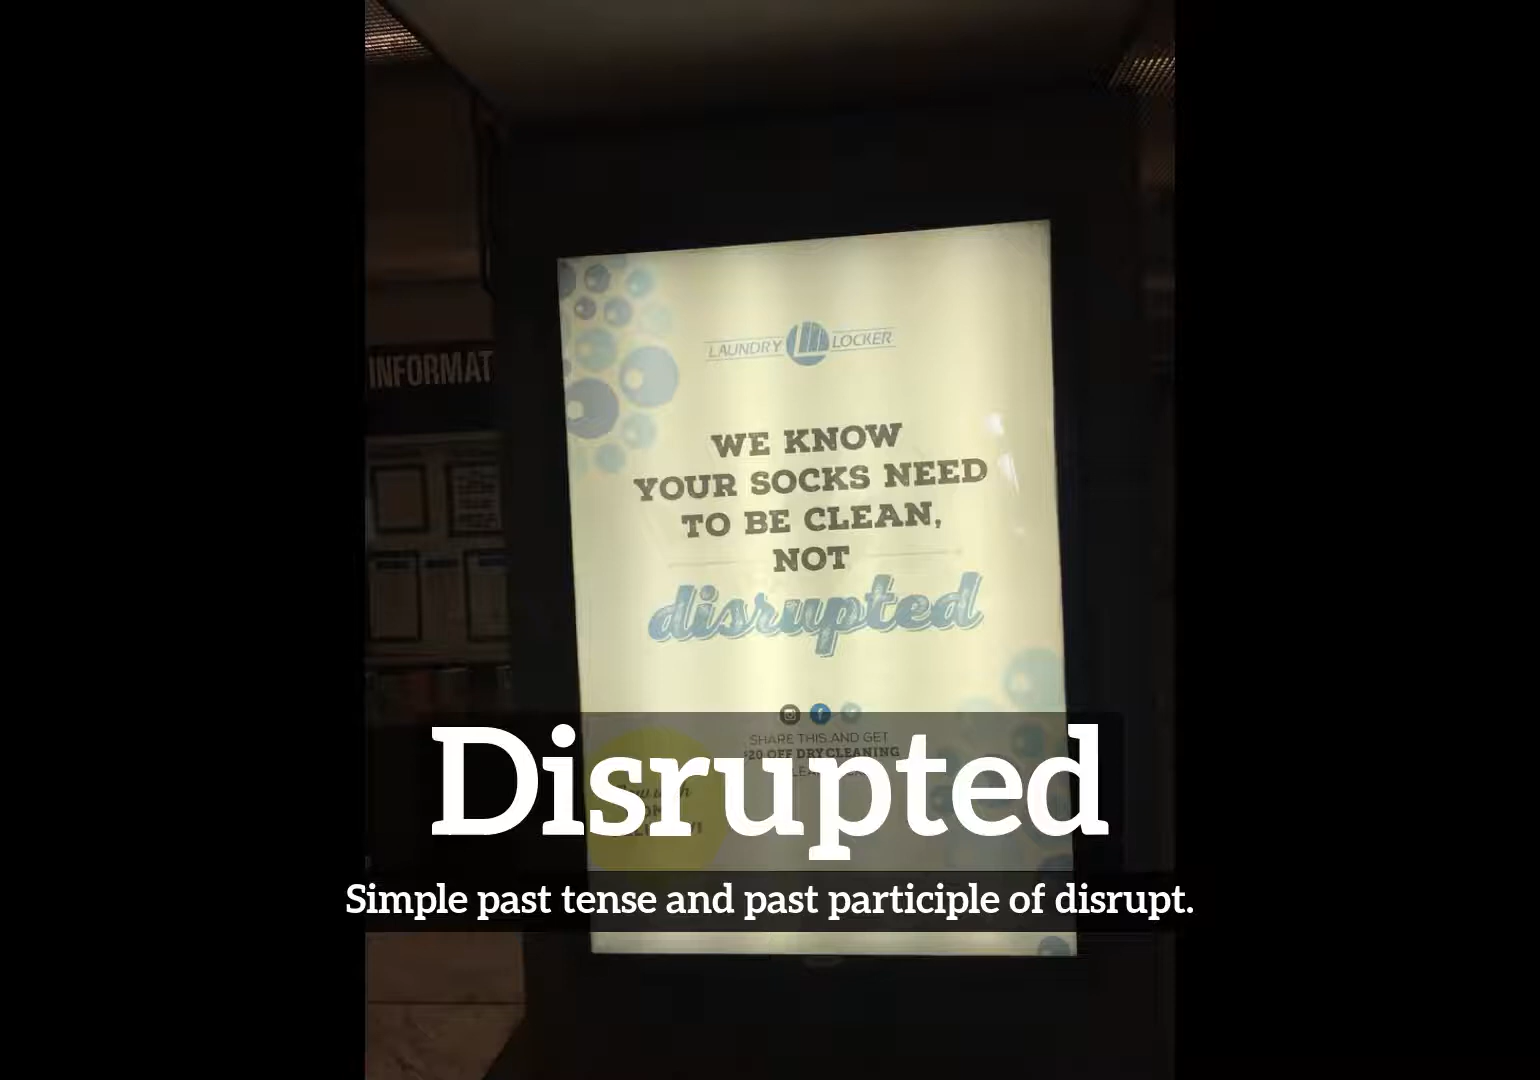 INFORMAT
LAUNDRY LOCKER
WE KNOW
YOUR SOCKS NEED
TO BE CLEAN,
NOT
disrupted
SHARE THIS AND GET
$20 OFF DRY CLEANING
Disrupted
Simple past tense and past participle of disrupt.